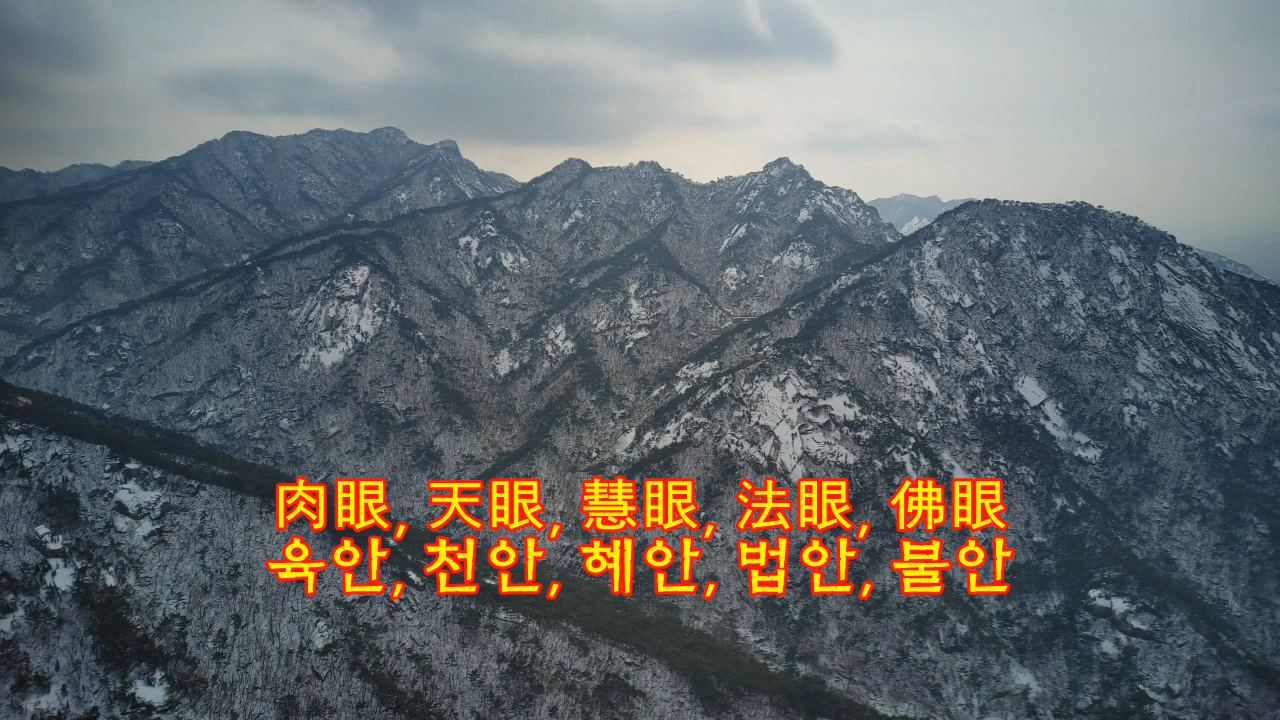 肉眼, 天眼, 慧眼, 法眼, 佛眼
육안, 천안, 혜안, 법안, 불안